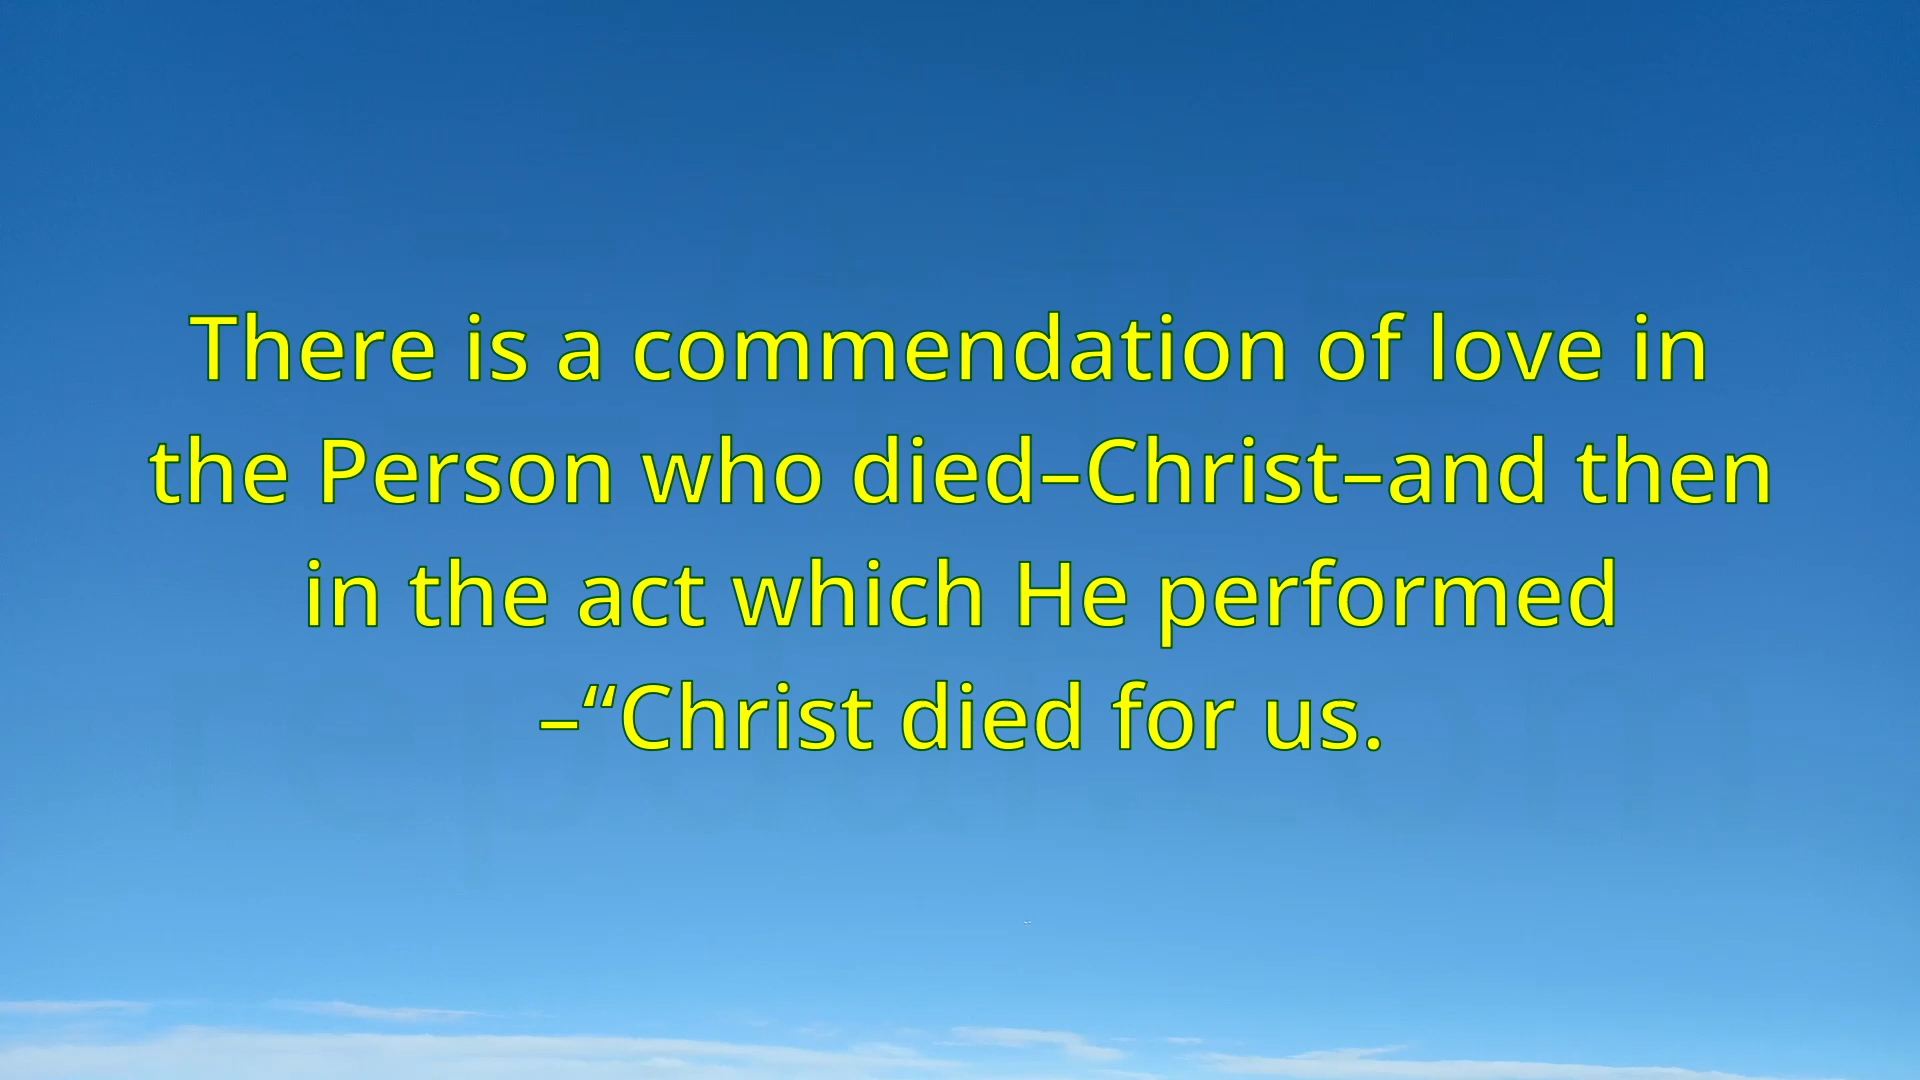 There is a commendation of love in
the Person who died–Christ–and then
in the act which He performed
–“Christ died for us.